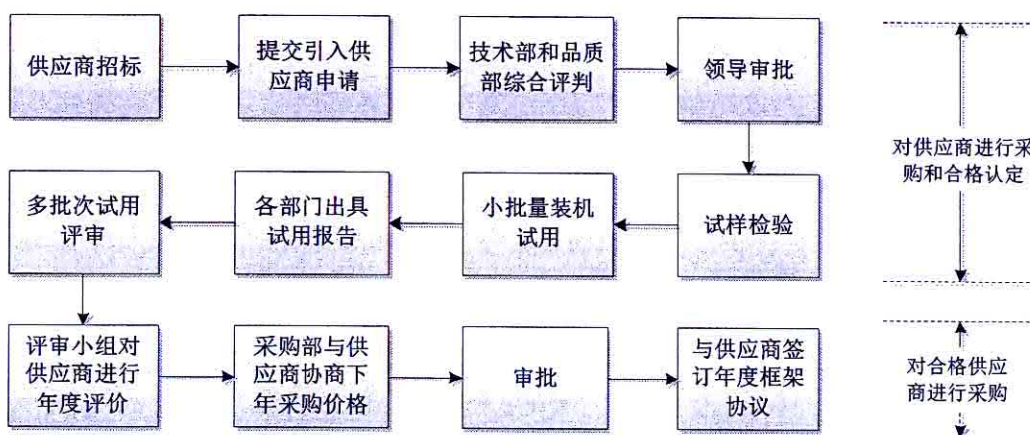 供应商招标
提交引入供
应商申请
技术部和品质
部综合评判
领导审批
对供应商进行采
购和合格认定
多批次试用
评审
各部门出具
试用报告
小批量装机
试用
试样检验
评审小组对
供应商进行
年度评价
采购部与供
应商协商下
年采购价格
审批
与供应商签
订年度框架
协议
对合格供应
商进行采购